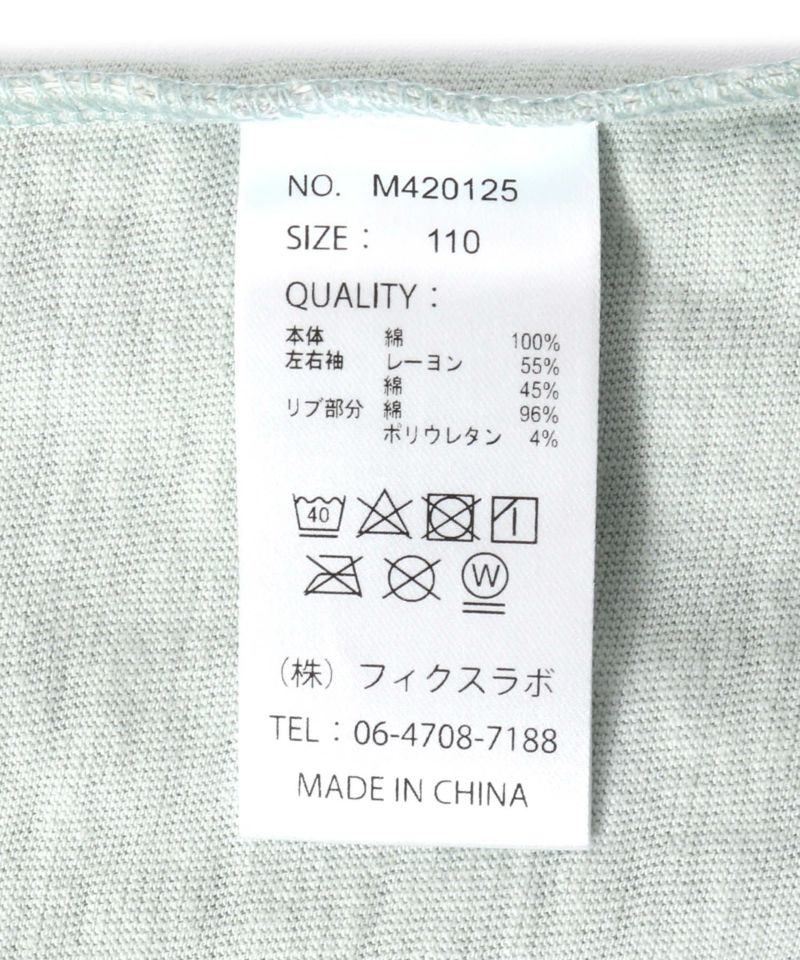 NO. M420125
SIZE : 110
QUALITY :
本体 綿 100%
左右袖 レーヨン 55%
綿 45%
リブ部分 綿 96%
ポリウレタン 4%
40
W
(株) フィクスラボ
TEL : 06-4708-7188
MADE IN CHINA